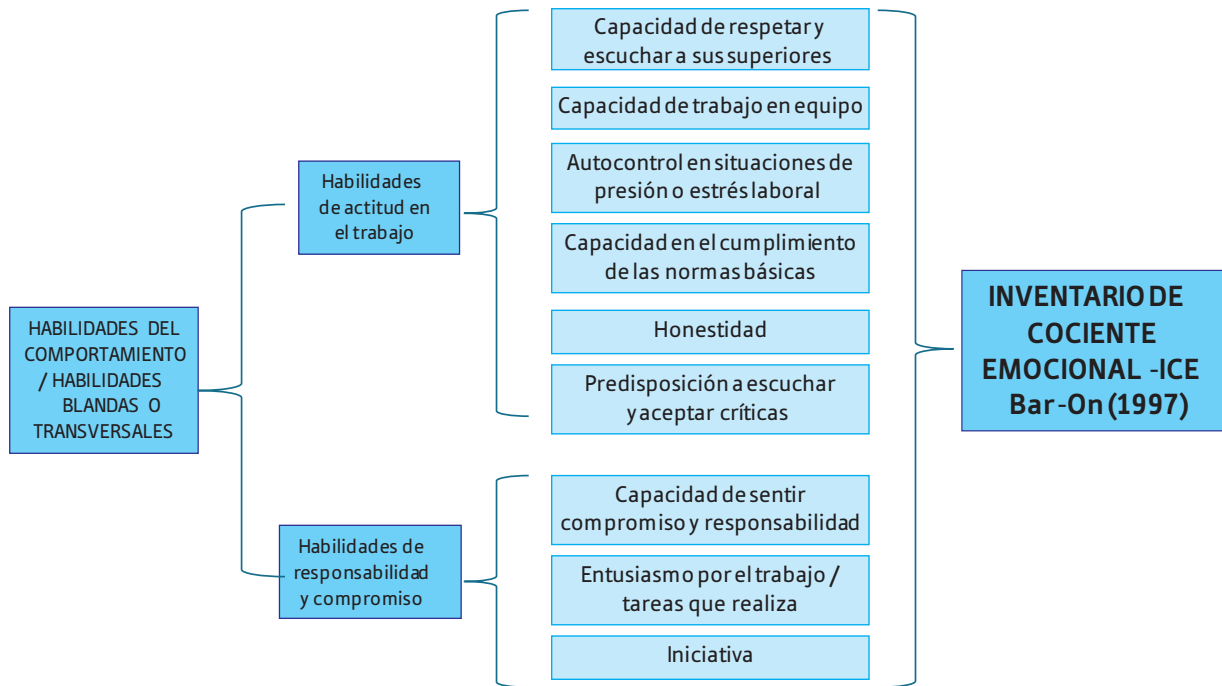 HABILIDADES DEL
COMPORTAMIENTO
/ HABILIDADES
BLANDAS O
TRANSVERSALES
Habilidades
de actitud en
el trabajo
Capacidad de respetar y
escuchar a sus superiores
Capacidad de trabajo en equipo
Autocontrol en situaciones de
presión o estrés laboral
Capacidad en el cumplimiento
de las normas básicas
Honestidad
Predisposición a escuchar
y aceptar críticas
Habilidades de
responsabilidad
y compromiso
Capacidad de sentir
compromiso y responsabilidad
Entusiasmo por el trabajo /
tareas que realiza
Iniciativa
INVENTARIO DE
COCIENTE
EMOCIONAL -ICE
Bar-On (1997)